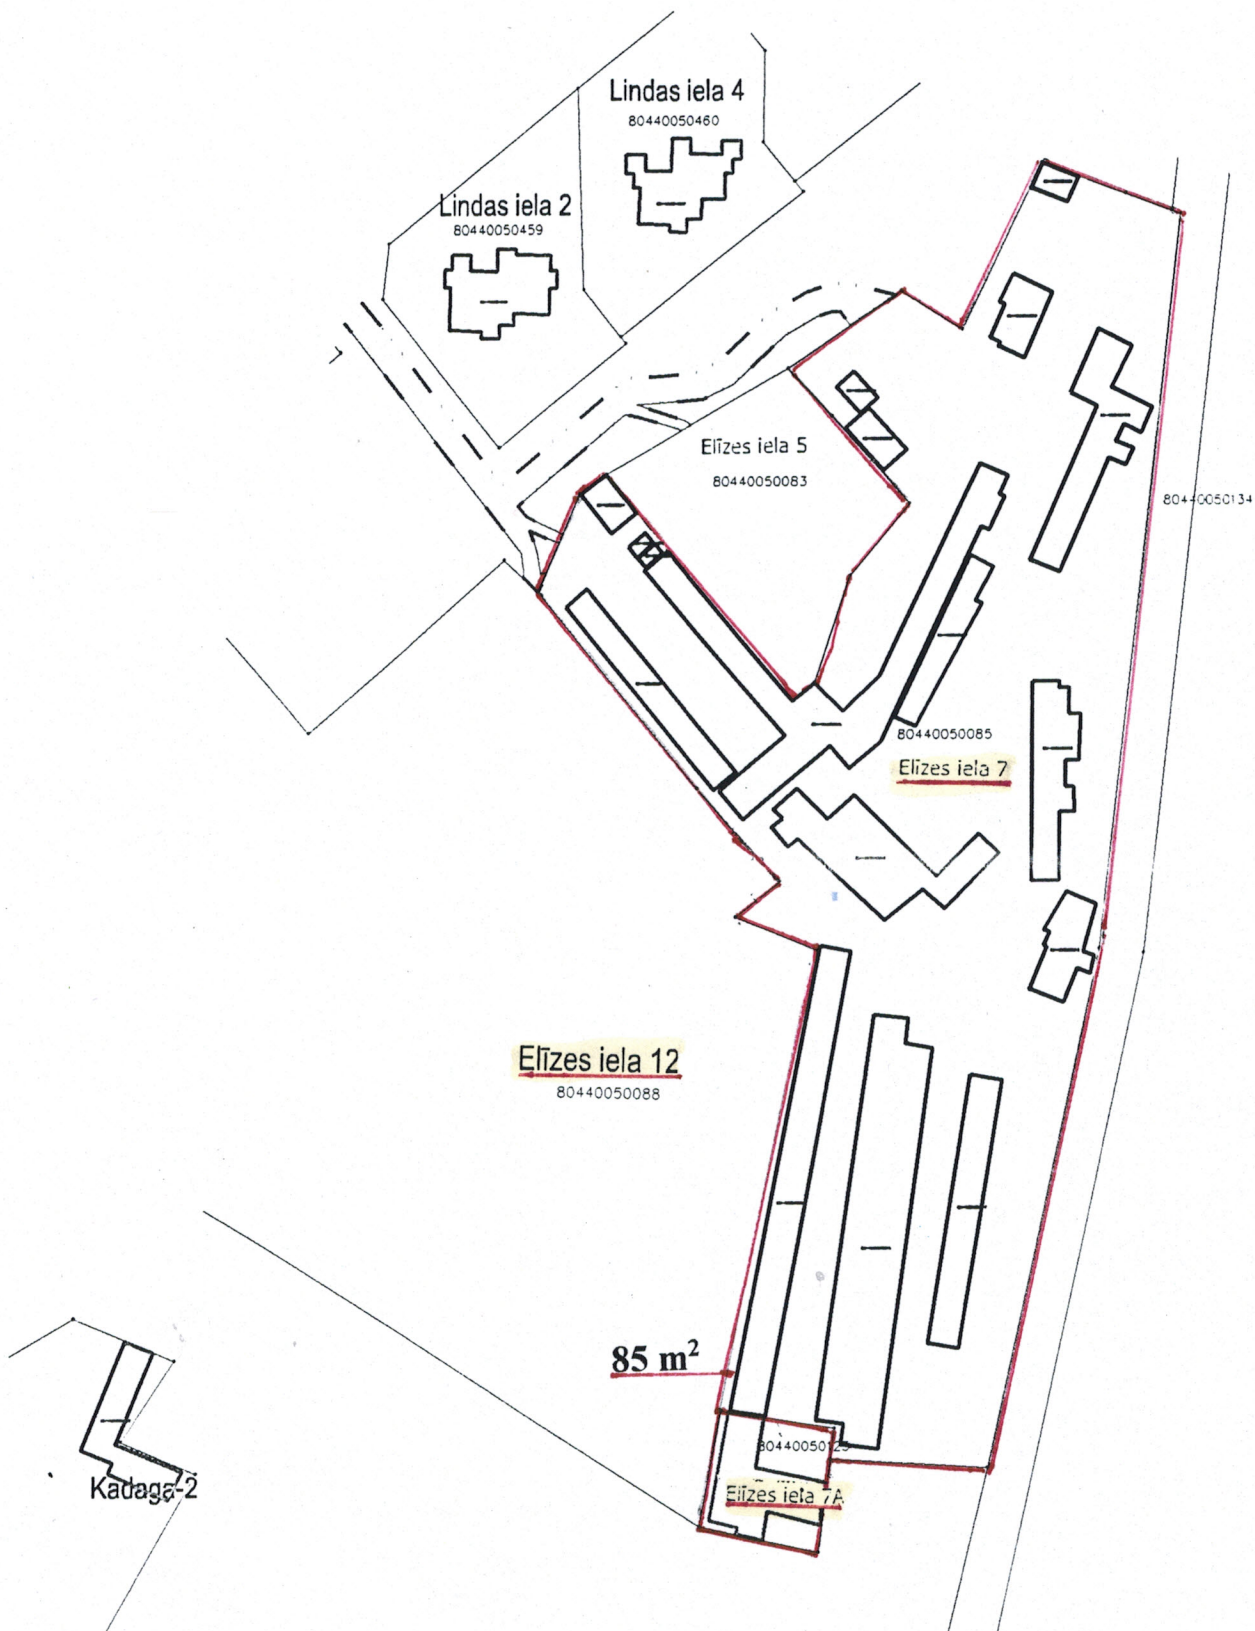 Lindas iela 4
80440050460
Lindas iela 2
80440050459
Elīzes iela 5
80440050083
80440050134
80440050085
Elīzes iela 7
Elīzes iela 12
80440050088
85 m²
Elīzes iela 7A
Kadaga-2